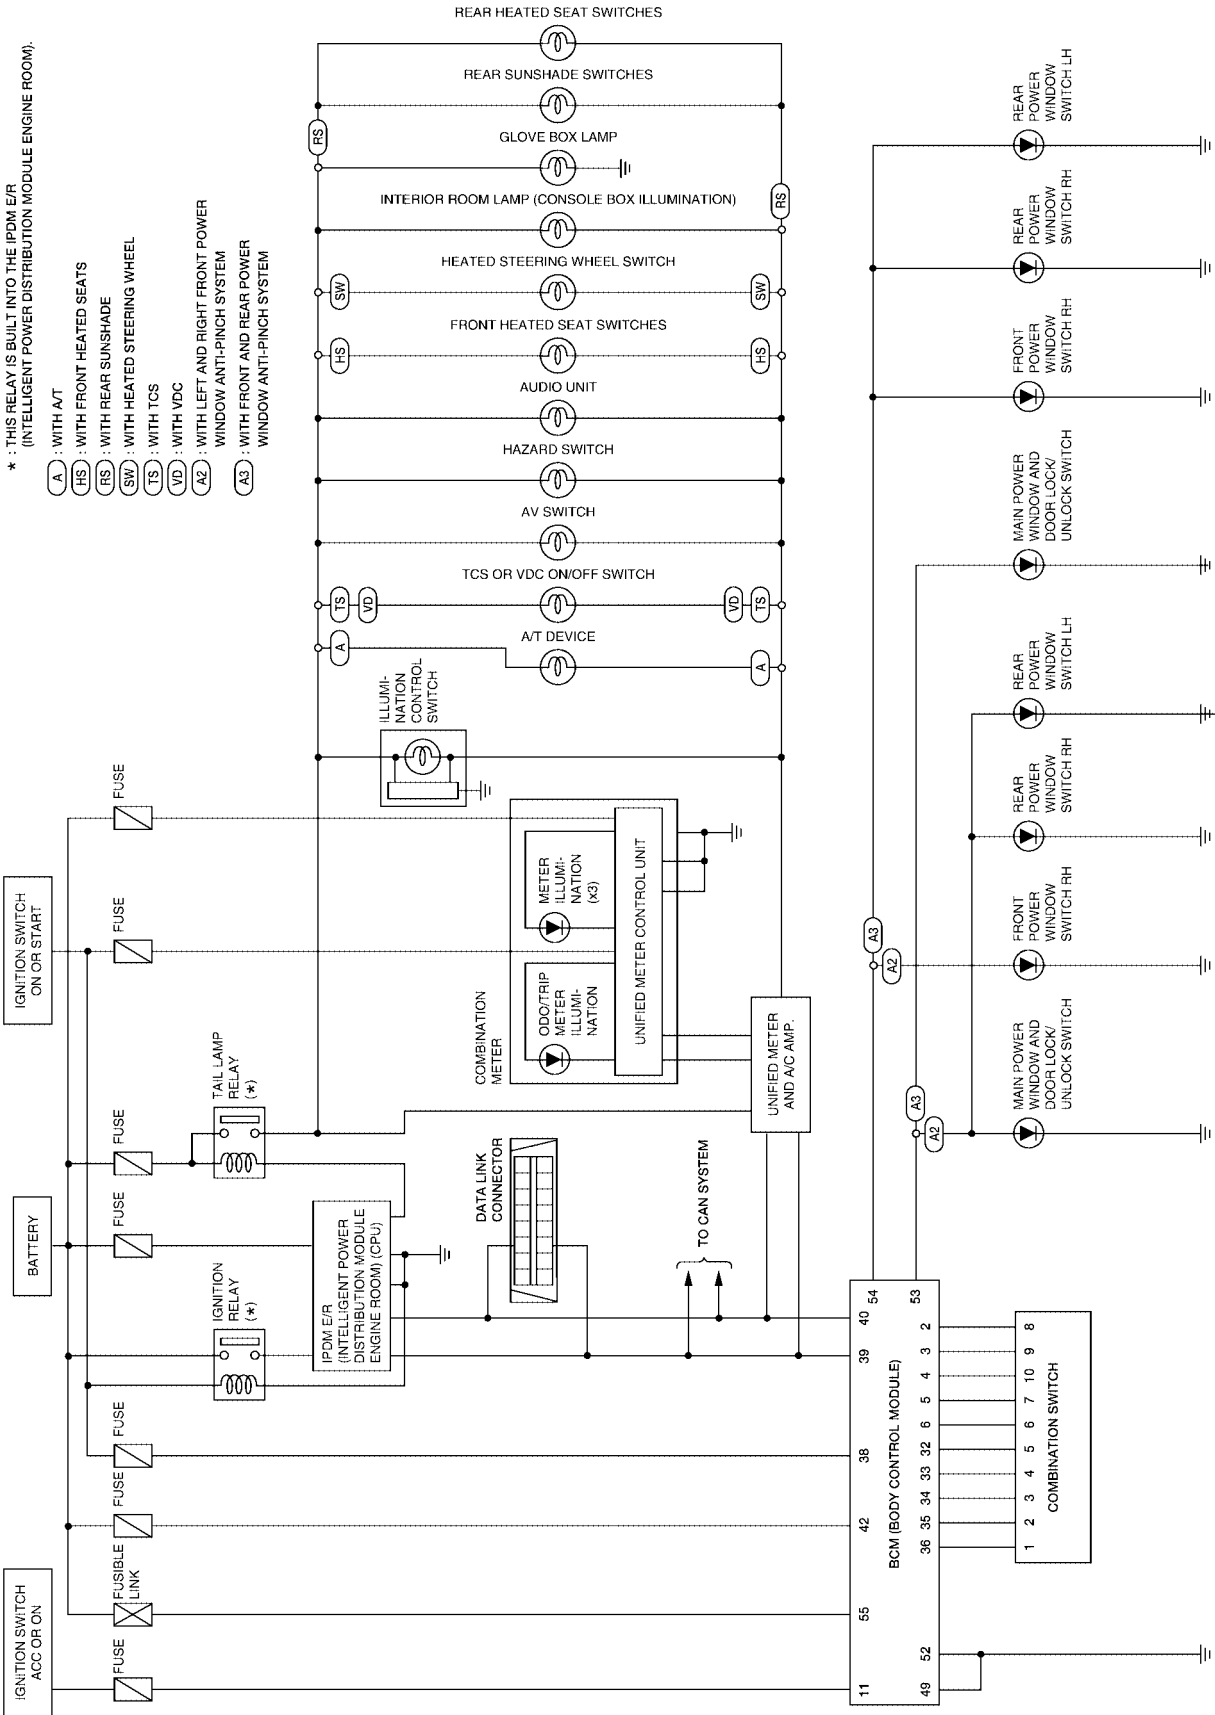 REAR HEATED SEAT SWITCHES
REAR SUNSHADE SWITCHES
RS
GLOVE BOX LAMP
INTERIOR ROOM LAMP (CONSOLE BOX ILLUMINATION)
RS
HEATED STEERING WHEEL SWITCH
SW
SW
FRONT HEATED SEAT SWITCHES
HS
HS
AUDIO UNIT
HAZARD SWITCH
AV SWITCH
TCS OR VDC ON/OFF SWITCH
TS
VD
VD
TS
A/T DEVICE
A
A
* : THIS RELAY IS BUILT INTO THE IPDM E/R
(INTELLIGENT POWER DISTRIBUTION MODULE ENGINE ROOM).
A : WITH A/T
HS : WITH FRONT HEATED SEATS
RS : WITH REAR SUNSHADE
SW : WITH HEATED STEERING WHEEL
TS : WITH TCS
VD : WITH VDC
A2 : WITH LEFT AND RIGHT FRONT POWER
WINDOW ANTI-PINCH SYSTEM
A3 : WITH FRONT AND REAR POWER
WINDOW ANTI-PINCH SYSTEM
ILLUMI-
NATION
CONTROL
SWITCH
IGNITION SWITCH
ON OR START
FUSE
FUSE
COMBINATION
METER
ODO/TRIP
METER
ILLUMI-
NATION
METER
ILLUMI-
NATION
(x3)
UNIFIED METER CONTROL UNIT
UNIFIED METER
AND A/C AMP.
BATTERY
FUSE
FUSE
TAIL LAMP
RELAY
(*)
IGNITION
RELAY
(*)
IPDM E/R
(INTELLIGENT POWER
DISTRIBUTION MODULE
ENGINE ROOM) (CPU)
DATA LINK
CONNECTOR
TO CAN SYSTEM
IGNITION SWITCH
ACC OR ON
FUSE
FUSIBLE
LINK
FUSE
FUSE
11
55
42
38
39
40
54
53
BCM (BODY CONTROL MODULE)
49
52
36
35
34
33
32
6
5
4
3
2
1
2
3
4
5
6
7
10
9
8
COMBINATION SWITCH
A3
A2
A3
A2
MAIN POWER
WINDOW AND
DOOR LOCK/
UNLOCK SWITCH
FRONT
POWER
WINDOW
SWITCH RH
REAR
POWER
WINDOW
SWITCH RH
REAR
POWER
WINDOW
SWITCH LH
MAIN POWER
WINDOW AND
DOOR LOCK/
UNLOCK SWITCH
FRONT
POWER
WINDOW
SWITCH RH
REAR
POWER
WINDOW
SWITCH RH
REAR
POWER
WINDOW
SWITCH LH